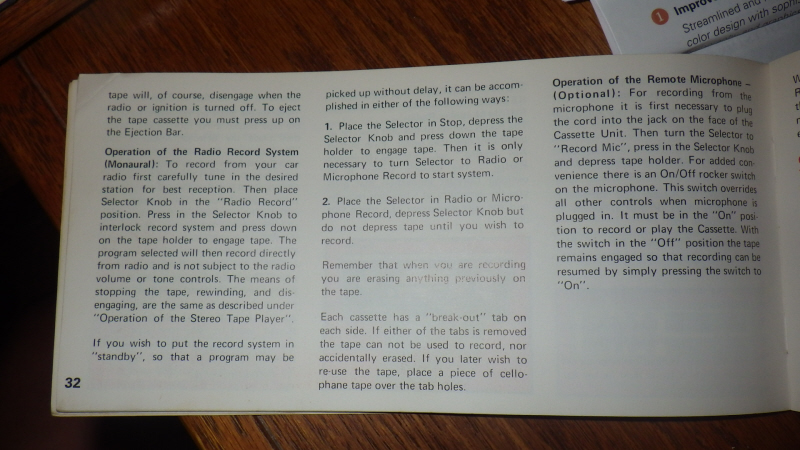 tape will, of course, disengage when the
radio or ignition is turned off. To eject
the tape cassette you must press up on
the Ejection Bar.
Operation of the Radio Record System
(Monaural): To record from your car
radio first carefully tune in the desired
station for best reception. Then place
Selector Knob in the "Radio Record"
position. Press in the Selector Knob to
interlock record system and press down
on the tape holder to engage tape. The
program selected will then record directly
from radio and is not subject to the radio
volume or tone controls. The means of
stopping the tape, rewinding, and dis-
engaging, are the same as described under
"Operation of the Stereo Tape Player".
If you wish to put the record system in
"standby", so that a program may be
32
picked up without delay, it can be accom-
plished in either of the following ways:
1. Place the Selector in Stop, depress the
Selector Knob and press down the tape
holder to engage tape. Then it is only
necessary to turn Selector to Radio or
Microphone Record to start system.
2. Place the Selector in Radio or Micro-
phone Record, depress Selector Knob but
do not depress tape until you wish to
record.
Remember that when you are recording
you are erasing anything previously on
the tape.
Each cassette has a "break-out" tab on
each side. If either of the tabs is removed
the tape can not be used to record, nor
accidentally erased. If you later wish to
re-use the tape, place a piece of cello-
phane tape over the tab holes.
Operation of the Remote Microphone –
(Optional): For recording from the
microphone it is first necessary to plug
the cord into the jack on the face of the
Cassette Unit. Then turn the Selector to
"Record Mic", press in the Selector Knob
and depress tape holder. For added con-
venience there is an On/Off rocker switch
on the microphone. This switch overrides
all other controls when microphone is
plugged in. It must be in the "On" posi-
tion to record or play the Cassette. With
the switch in the "Off" position the tape
remains engaged so that recording can be
resumed by simply pressing the switch to
"On".
1 Improv
Streamlined and
color design with sophi